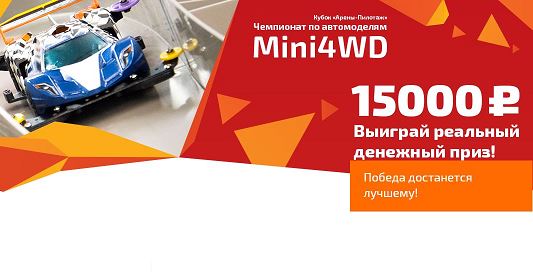 Кубок «Арены-Пилотаж»
Чемпионат по автомоделям
Mini4WD
15000 ₽
Выиграй реальный
денежный приз!
Победа достанется
лучшему!